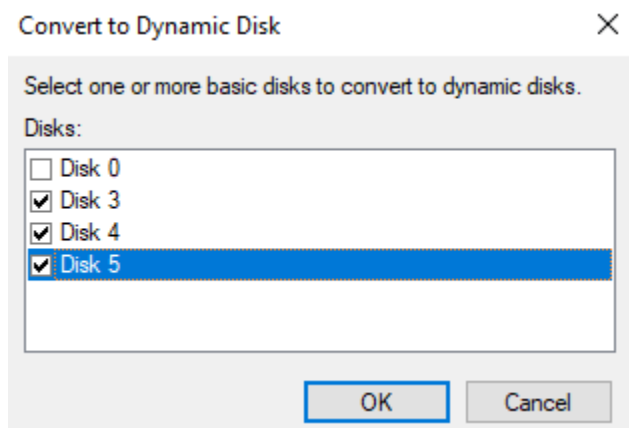 Convert to Dynamic Disk
Select one or more basic disks to convert to dynamic disks.
Disks:
Disk 0
Disk 3
Disk 4
Disk 5
OK Cancel